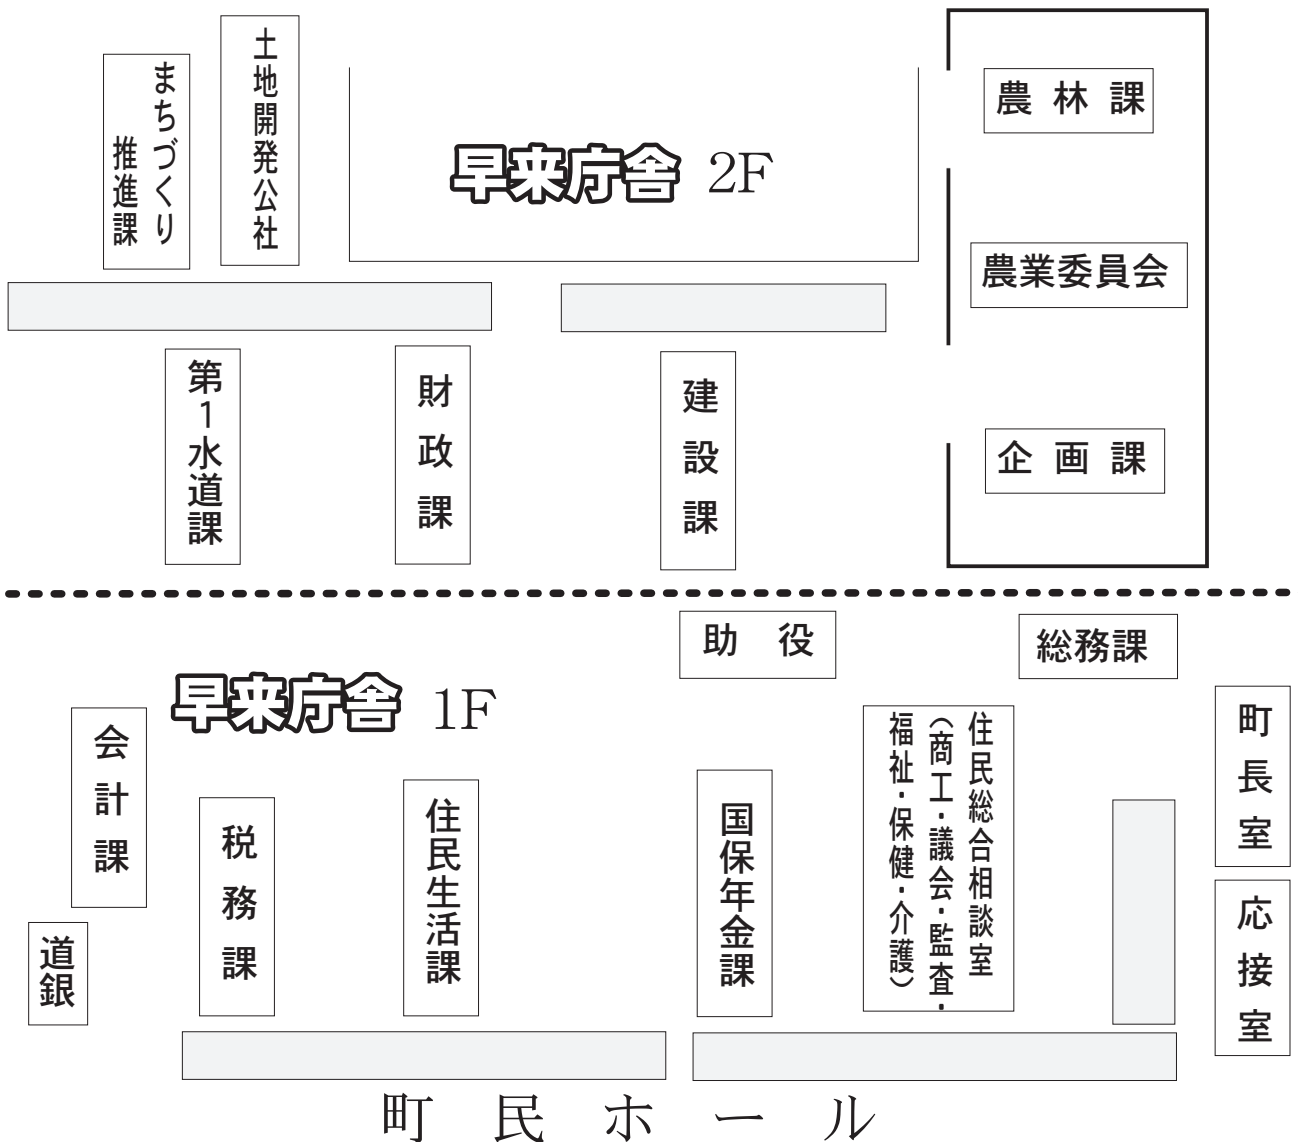 まちづくり
推進課
土地開発公社
早来庁舎 2F
農林課
農業委員会
企画課
第1水道課
財政課
建設課
助役
総務課
早来庁舎 1F
会計課
道銀
税務課
住民生活課
国保年金課
住民総合相談室
（商工・議会・監査・
福祉・保健・介護）
町長室
応接室
町民ホール